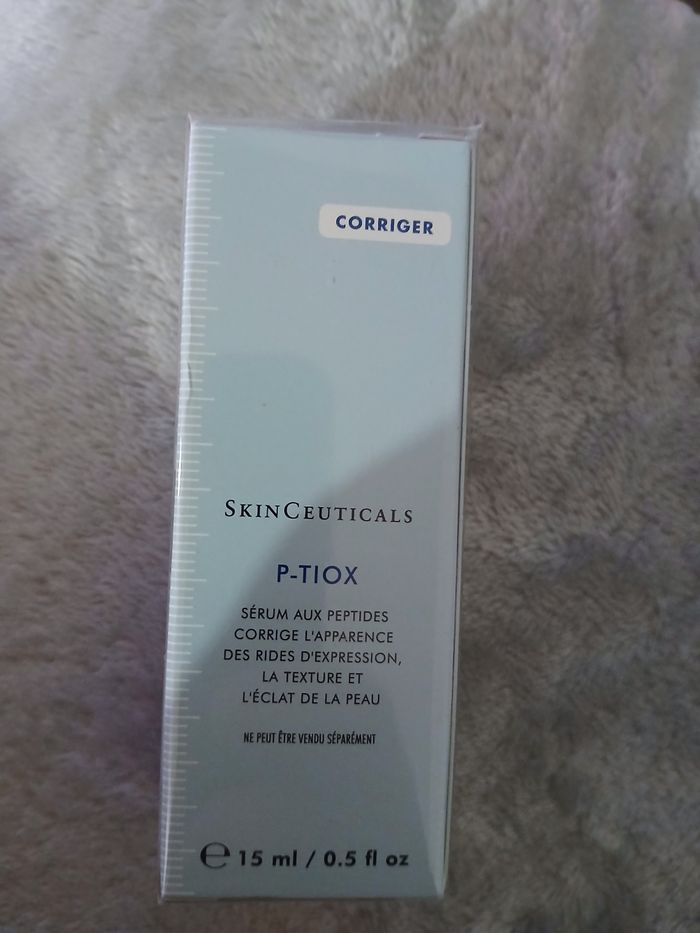 CORRIGER
SKINCEUTICALS
P-TIOX
SÉRUM AUX PEPTIDES
CORRIGE L'APPARENCE
DES RIDES D'EXPRESSION,
LA TEXTURE ET
L'ÉCLAT DE LA PEAU
NE PEUT ÊTRE VENDU SÉPARÉMENT
℮ 15 ml / 0.5 fl oz